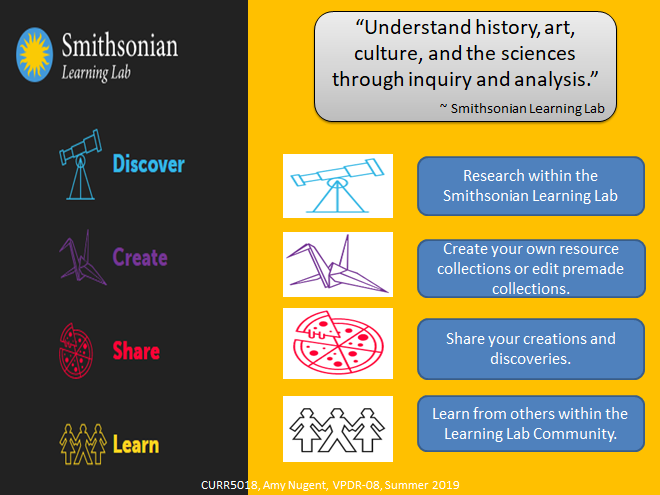 Smithsonian
Learning Lab
Discover
Create
Share
Learn
“Understand history, art,
culture, and the sciences
through inquiry and analysis.”
~ Smithsonian Learning Lab
Research within the
Smithsonian Learning Lab
Create your own resource
collections or edit premade
collections.
Share your creations and
discoveries.
Learn from others within the
Learning Lab Community.
CURR5018, Amy Nugent, VPDR-08, Summer 2019